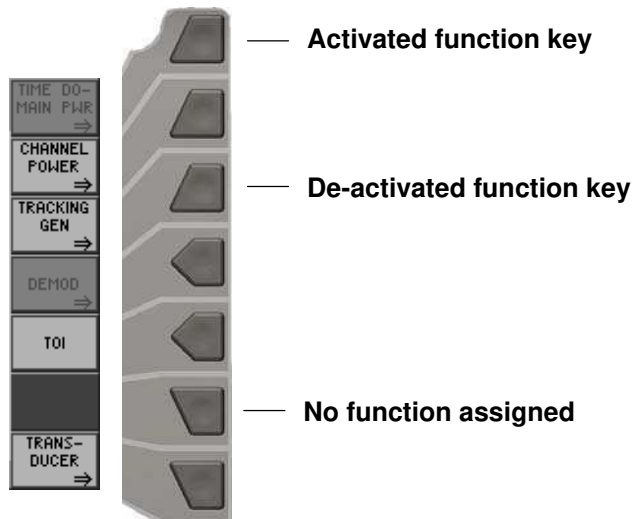 Activated function key
TIME DO-
MAIN PWR
⇒
CHANNEL
POWER
⇒
De-activated function key
TRACKING
GEN
⇒
DEMOD
⇒
TOI
No function assigned
TRANS-
DUCER
⇒